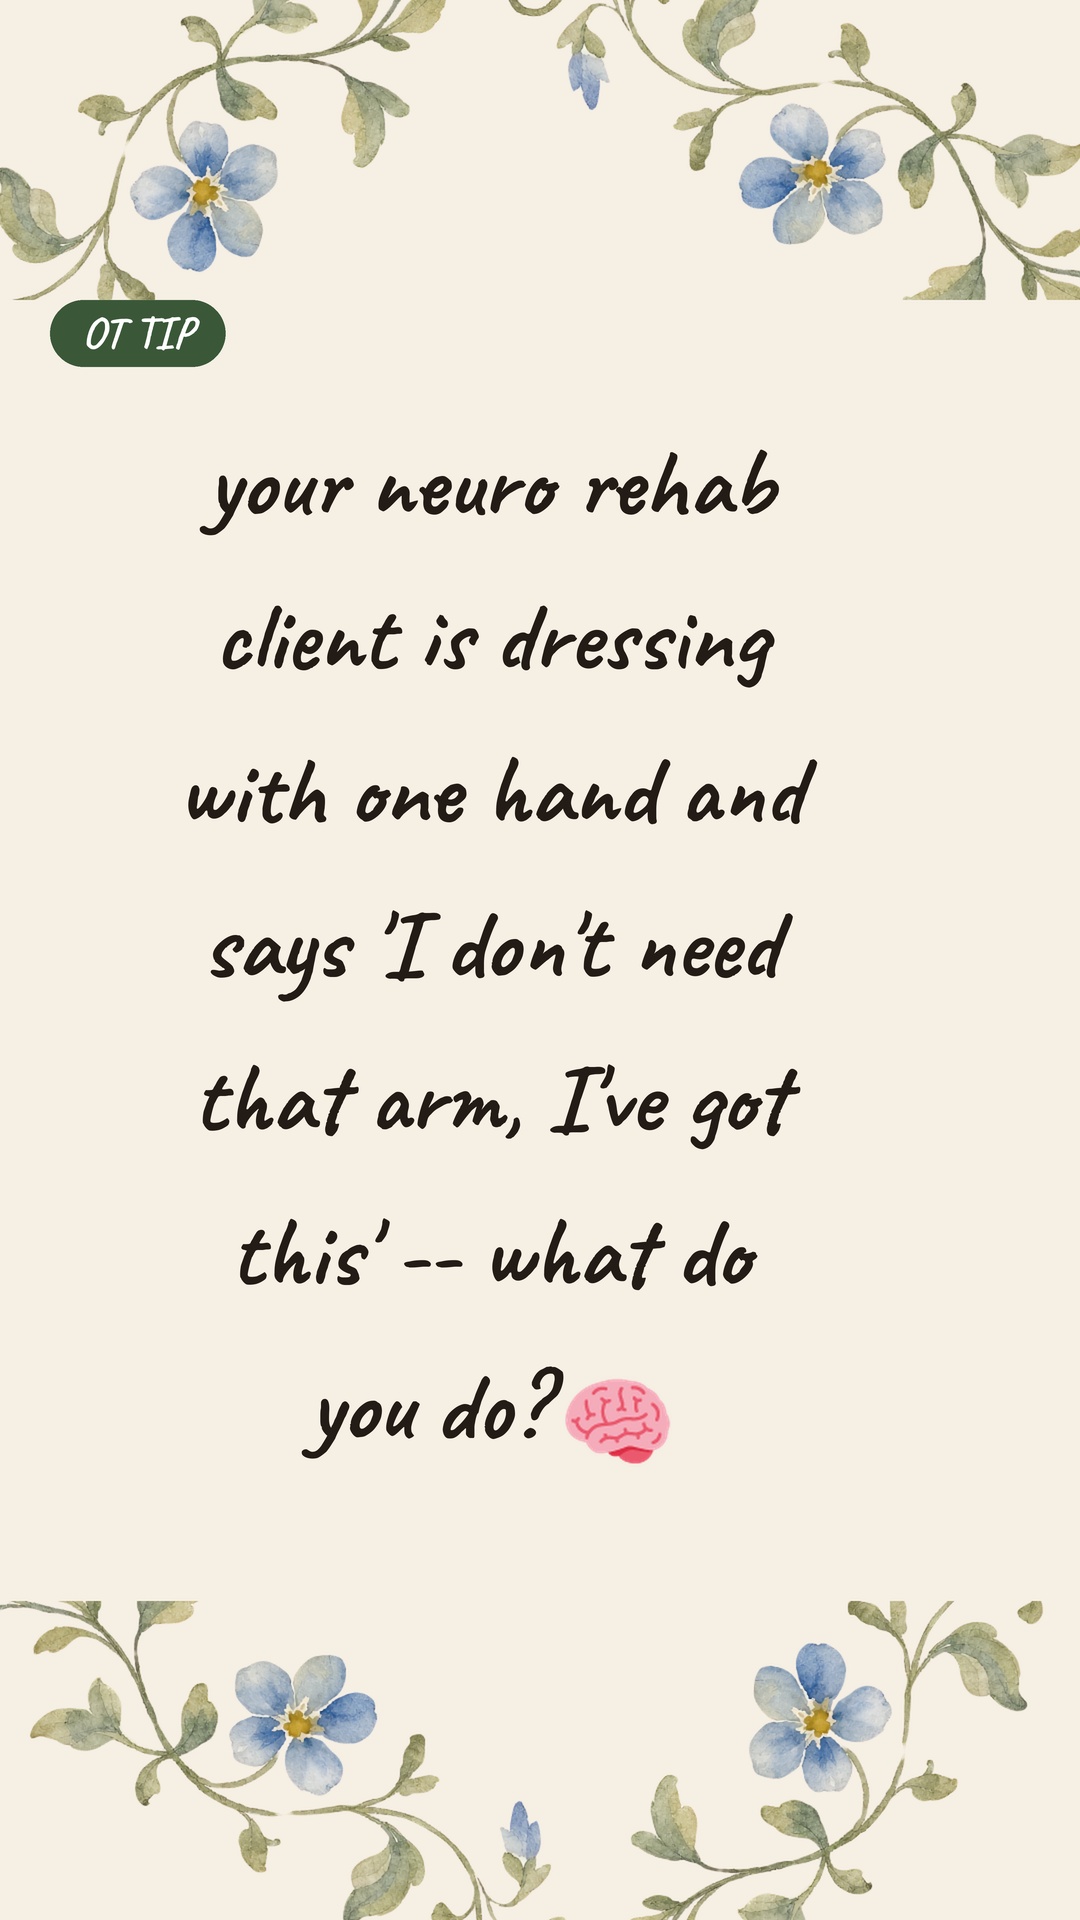 OT TIP
your neuro rehab
client is dressing
with one hand and
says 'I don't need
that arm, I've got
this' -- what do
you do?🧠